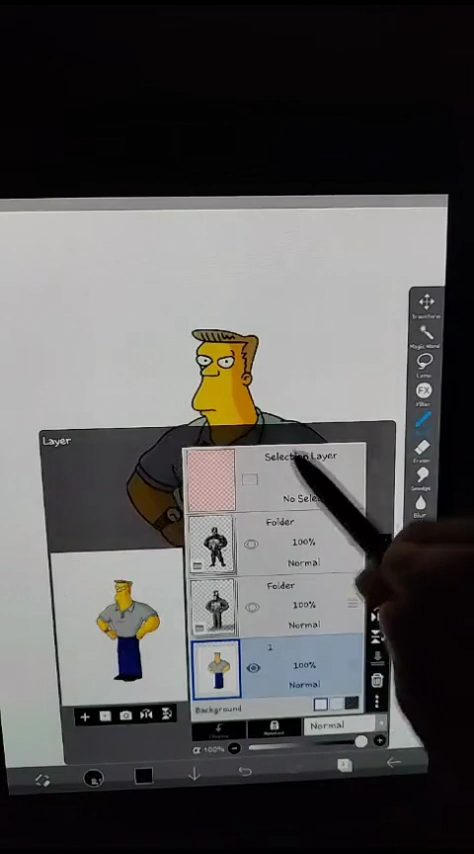 Transform
Magic Wand
Lasso
FX
Filter
Eraser
Smudge
Blur
Layer
Selection Layer
No Selec
Folder
100%
Normal
Folder
100%
Normal
1
100%
Normal
Background
Normal
α 100%